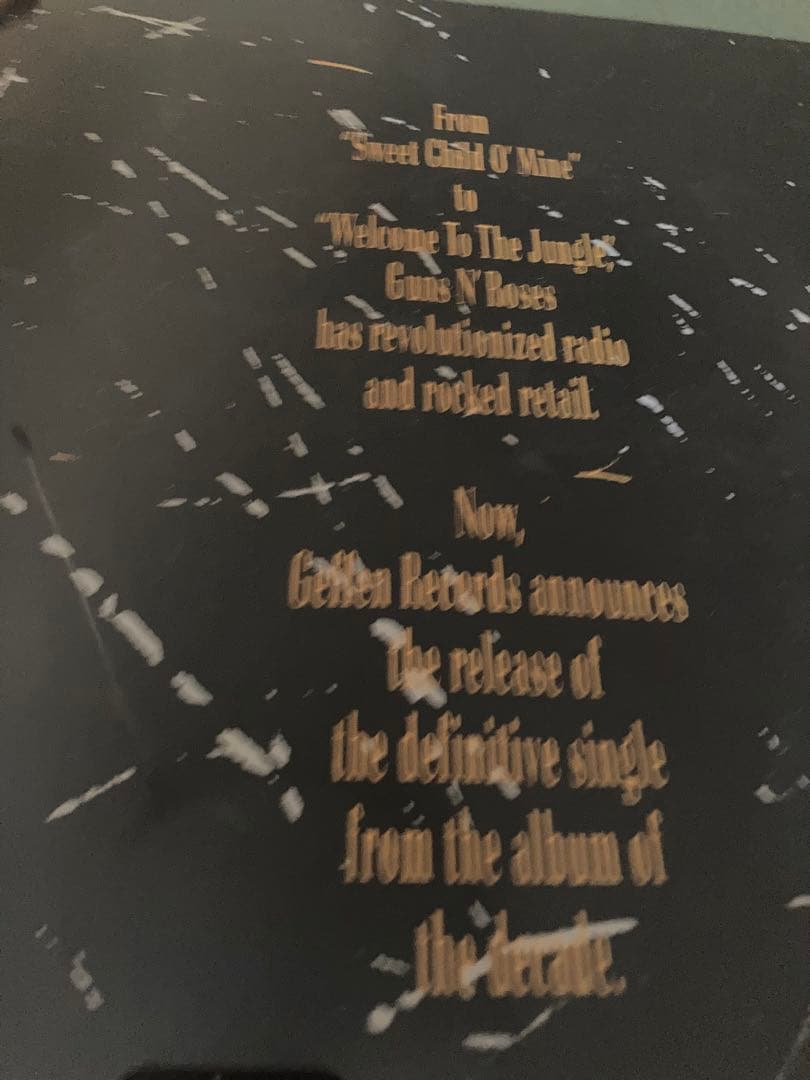 From
"Sweet Child O' Mine"
to
"Welcome To The Jungle,"
Guns N' Roses
has revolutionized radio
and rocked retail.
Now,
Geffen Records announces
the release of
the definitive single
from the album of
the decade.